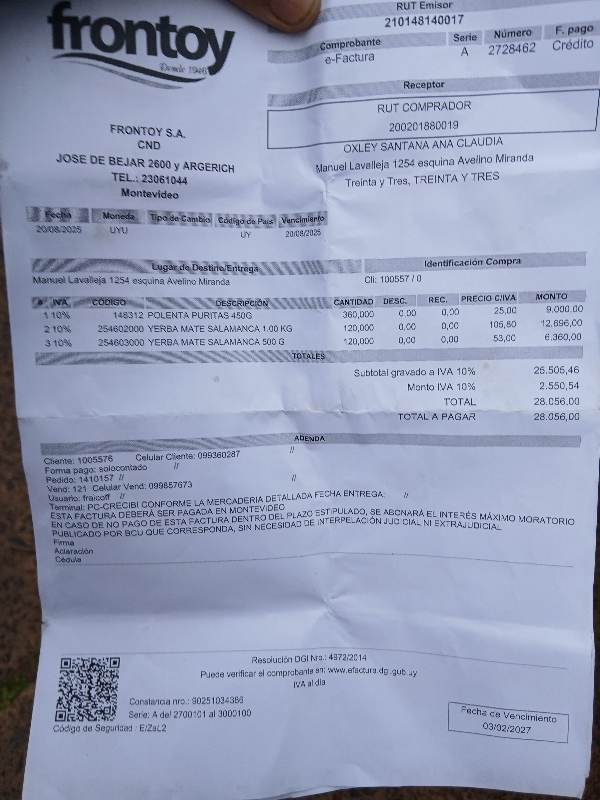 frontoy
Desde 1946
RUT Emisor
210148140017
Comprobante Serie Número F. pago
e-Factura A 2728462 Crédito
Receptor
RUT COMPRADOR
200201880019
FRONTOY S.A.
CND
JOSE DE BEJAR 2600 y ARGERICH
TEL.: 23061044
Montevideo
OXLEY SANTANA ANA CLAUDIA
Manuel Lavalleja 1254 esquina Avelino Miranda
Treinta y Tres, TREINTA Y TRES
Fecha Moneda Tipo de Cambio Código de País Vencimiento
20/08/2025 UYU UY 20/08/2025
Lugar de Destino/Entrega Identificación Compra
Manuel Lavalleja 1254 esquina Avelino Miranda Cli: 100557 / 0
# IVA CÓDIGO DESCRIPCIÓN CANTIDAD DESC. REC. PRECIO C/IVA MONTO
1 10% 148312 POLENTA PURITAS 450G 360,000 0,00 0,00 25,00 9.000,00
2 10% 254602000 YERBA MATE SALAMANCA 1.00 KG 120,000 0,00 0,00 105,80 12.696,00
3 10% 254603000 YERBA MATE SALAMANCA 500 G 120,000 0,00 0,00 53,00 6.360,00
TOTALES
Subtotal gravado a IVA 10% 25.505,46
Monto IVA 10% 2.550,54
TOTAL 28.056,00
TOTAL A PAGAR 28.056,00
ADENDA
Cliente: 1005576 Celular Cliente: 099360287 //
Forma pago: solocontado //
Pedido: 1410157 // //
Vend: 121 Celular Vend: 099857673
Usuario: fraicoff //
Terminal: PC-CRECIBÍ CONFORME LA MERCADERIA DETALLADA FECHA ENTREGA: //
ESTA FACTURA DEBERÁ SER PAGADA EN MONTEVIDEO
EN CASO DE NO PAGO DE ESTA FACTURA DENTRO DEL PLAZO ESTIPULADO, SE ABONARÁ EL INTERÉS MÁXIMO MORATORIO
PUBLICADO POR BCU QUE CORRESPONDA, SIN NECESIDAD DE INTERPELACIÓN JUDICIAL NI EXTRAJUDICIAL
Firma
Aclaración
Cédula
Resolución DGI Nro.: 4972/2014
Puede verificar el comprobante en: www.efactura.dgi.gub.uy
IVA al día
Constancia nro.: 90251034386
Serie: A del 2700101 al 3000100
Código de Seguridad : E/ZaL2
Fecha de Vencimiento
03/02/2027